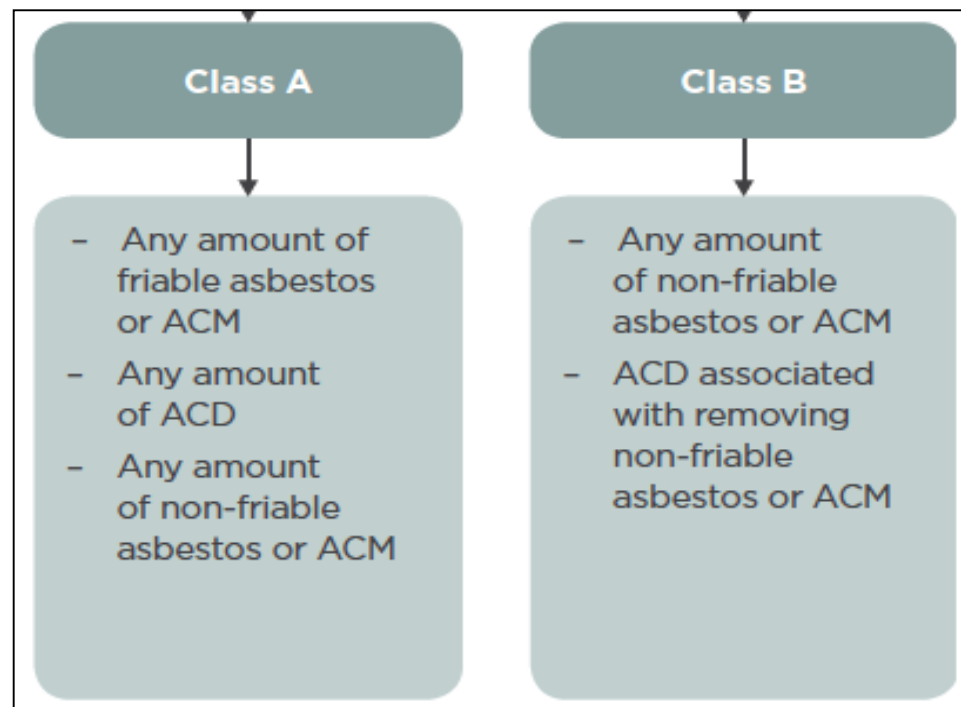 Class A
- Any amount of
friable asbestos
or ACM
- Any amount
of ACD
- Any amount
of non-friable
asbestos or ACM
Class B
- Any amount
of non-friable
asbestos or ACM
- ACD associated
with removing
non-friable
asbestos or ACM